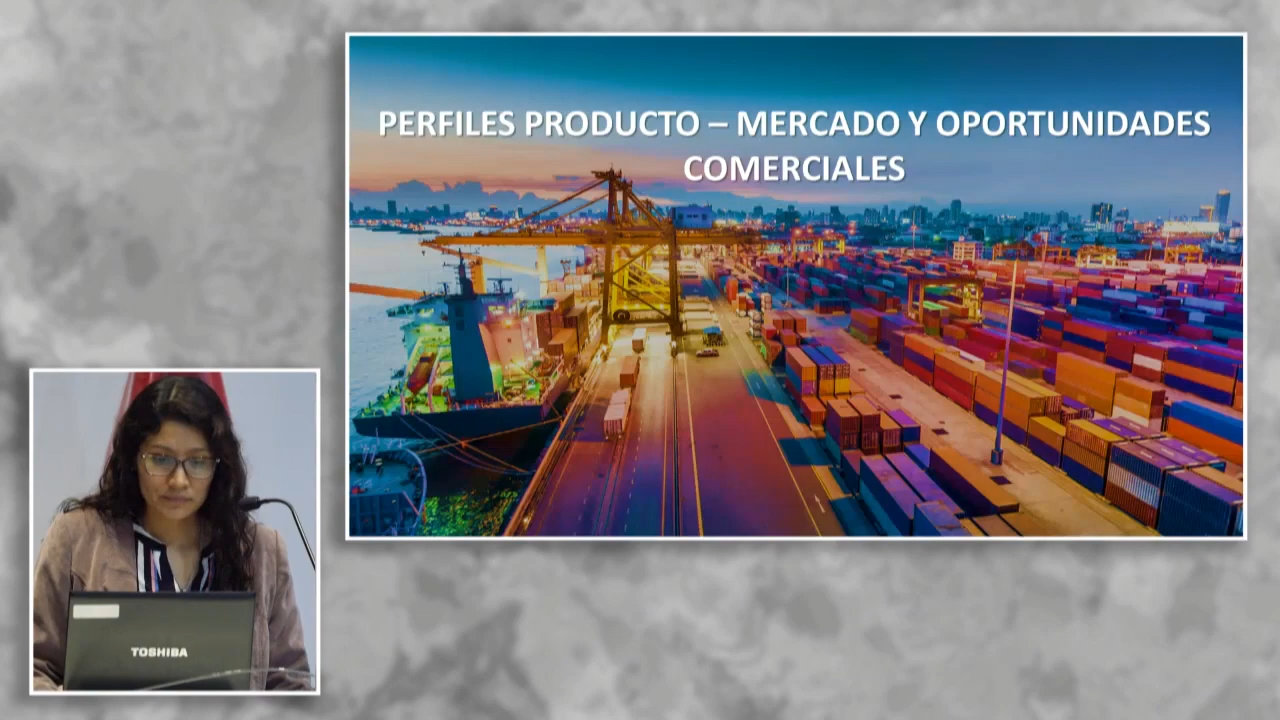 PERFILES PRODUCTO – MERCADO Y OPORTUNIDADES
COMERCIALES
TOSHIBA